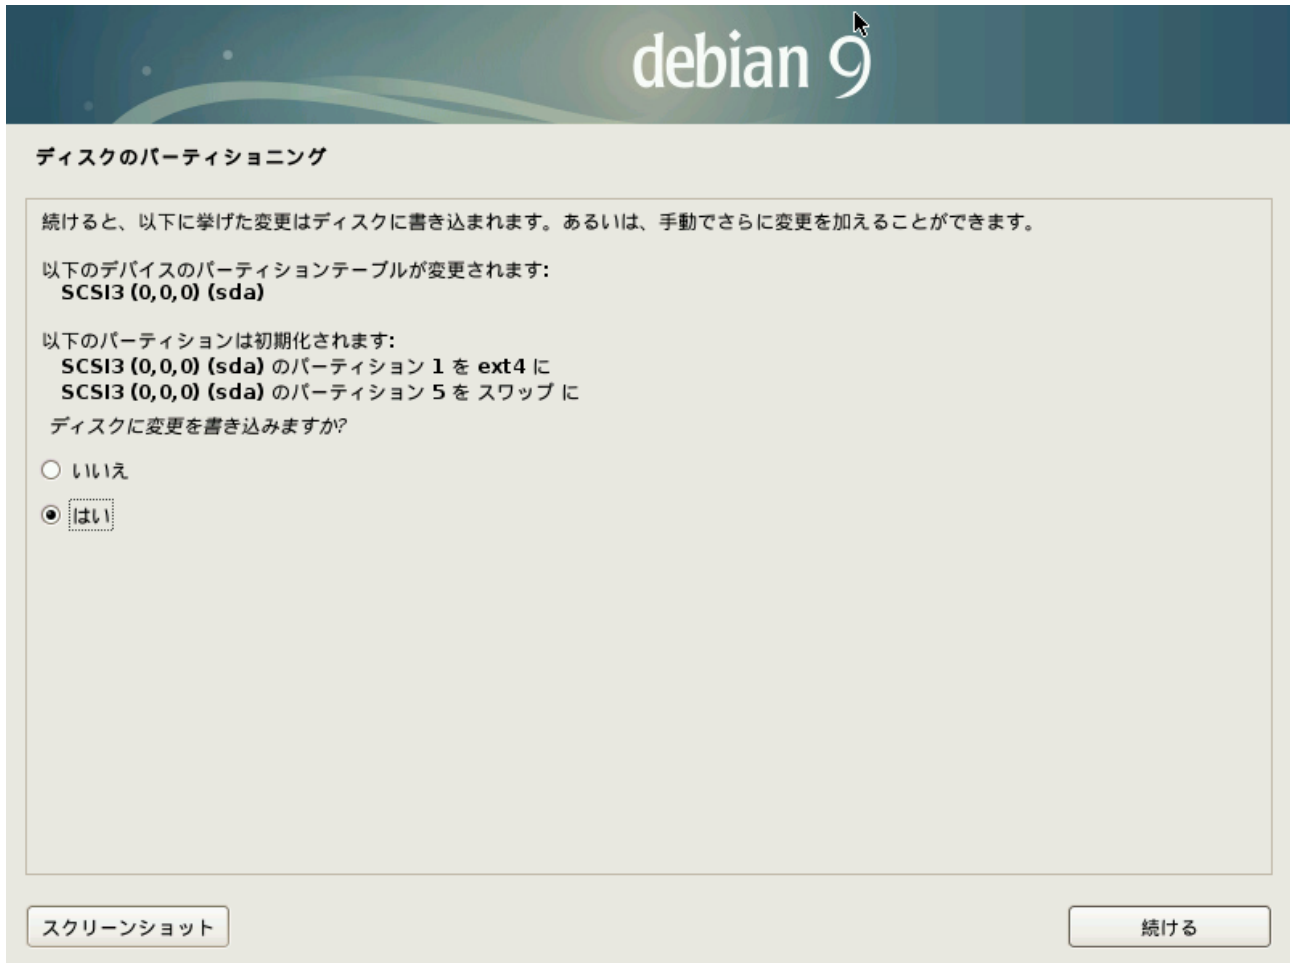 debian 9
ディスクのパーティショニング
続けると、以下に挙げた変更はディスクに書き込まれます。あるいは、手動でさらに変更を加えることができます。
以下のデバイスのパーティションテーブルが変更されます:
SCSI3 (0,0,0) (sda)
以下のパーティションは初期化されます:
SCSI3 (0,0,0) (sda) のパーティション 1 を ext4 に
SCSI3 (0,0,0) (sda) のパーティション 5 を スワップ に
ディスクに変更を書き込みますか?
いいえ
はい
スクリーンショット
続ける